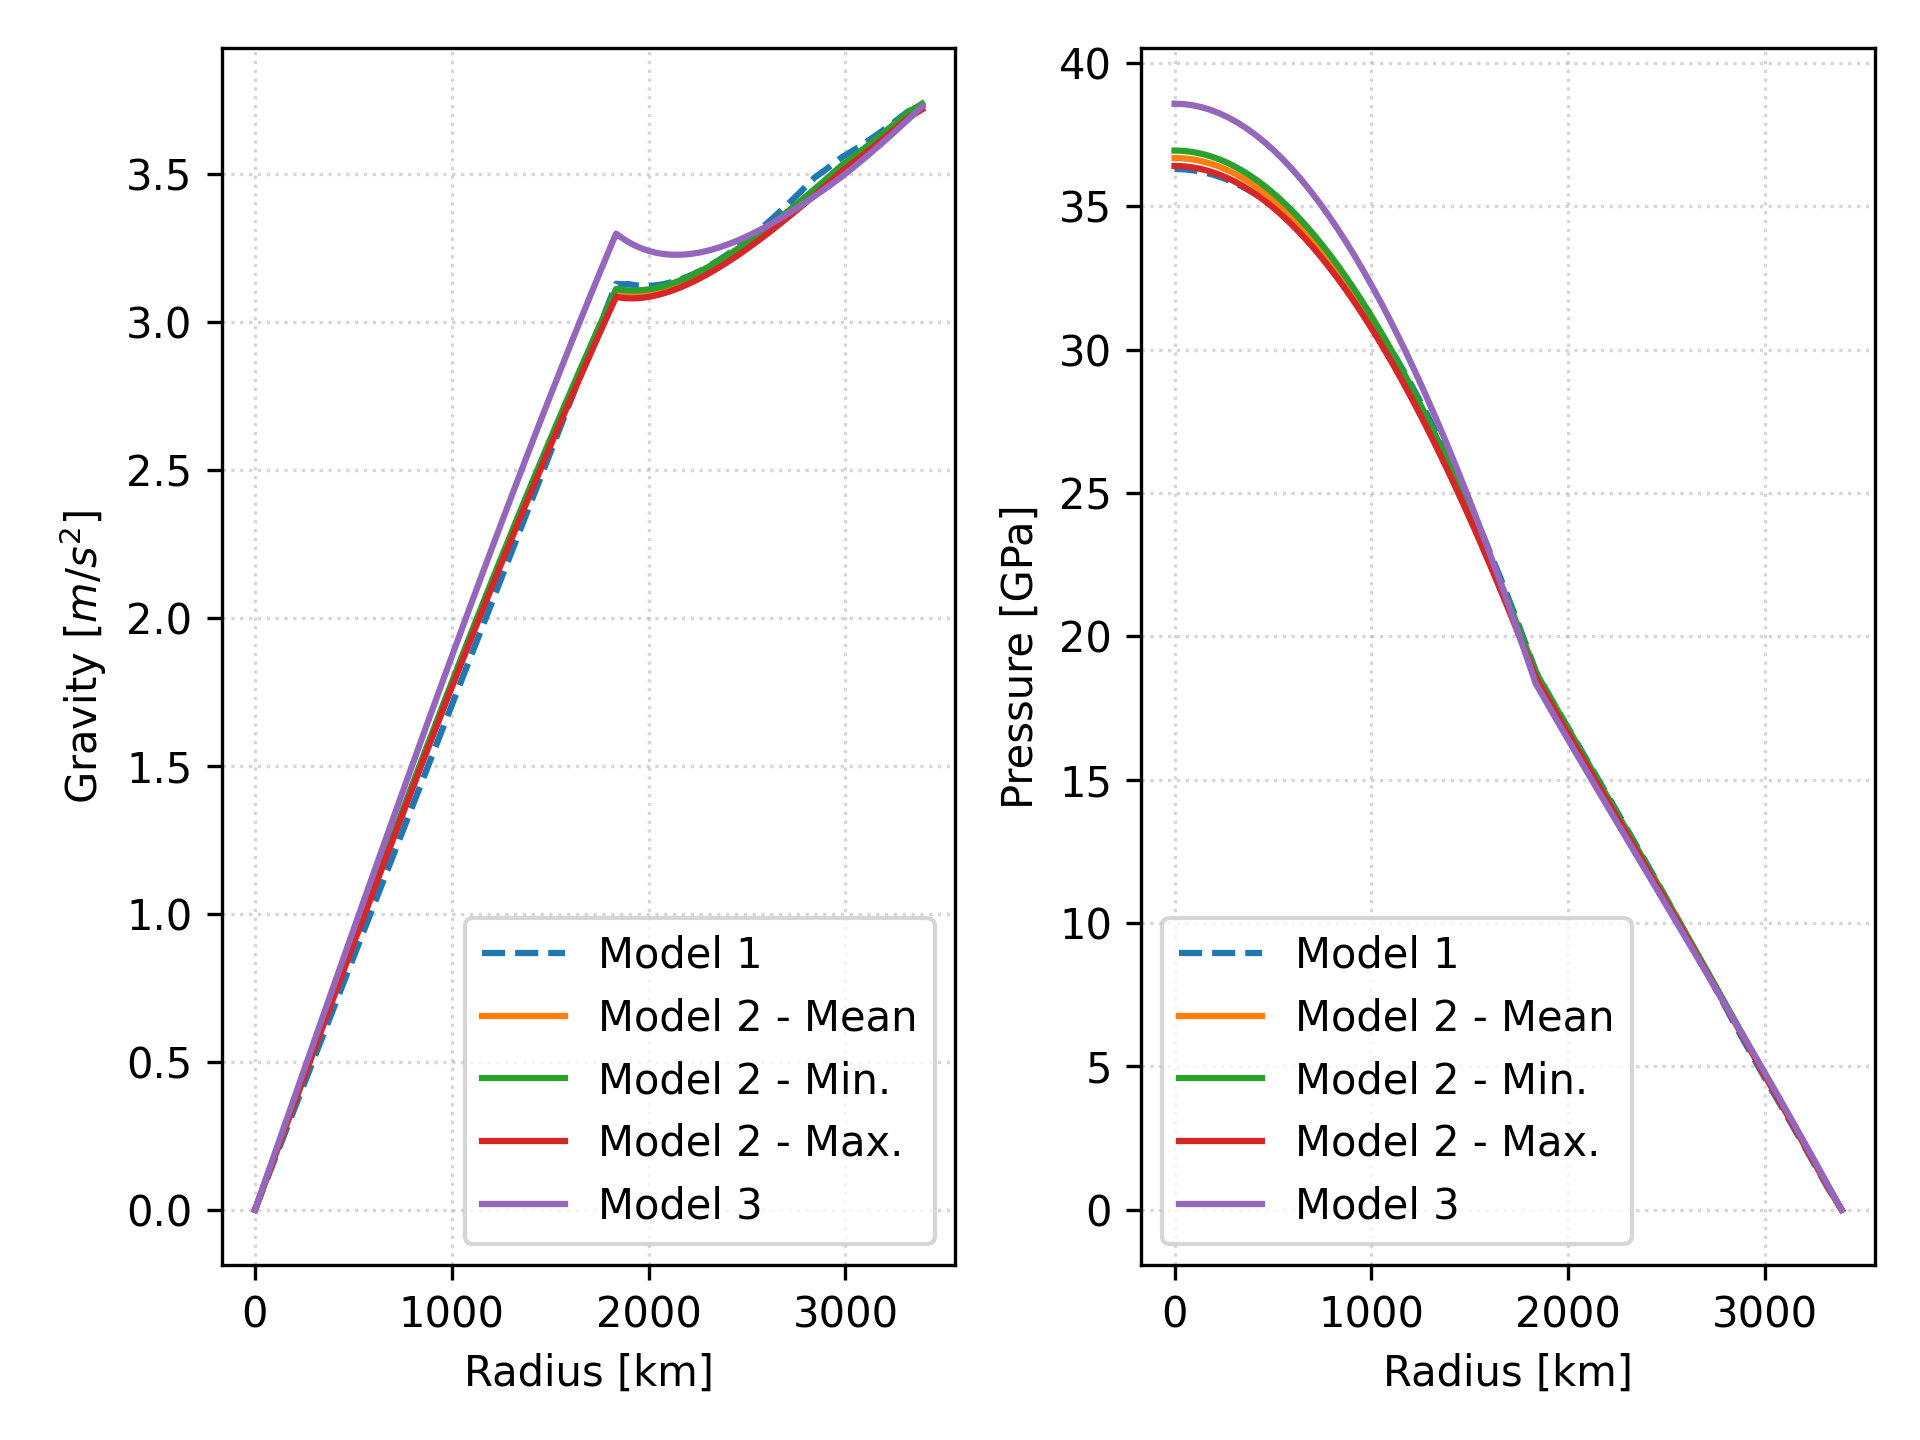 Gravity [m/s²]
3.5
3.0
2.5
2.0
1.5
1.0
0.5
0.0
0 1000 2000 3000
Radius [km]
Model 1
Model 2 - Mean
Model 2 - Min.
Model 2 - Max.
Model 3
Pressure [GPa]
40
35
30
25
20
15
10
5
0
0 1000 2000 3000
Radius [km]
Model 1
Model 2 - Mean
Model 2 - Min.
Model 2 - Max.
Model 3